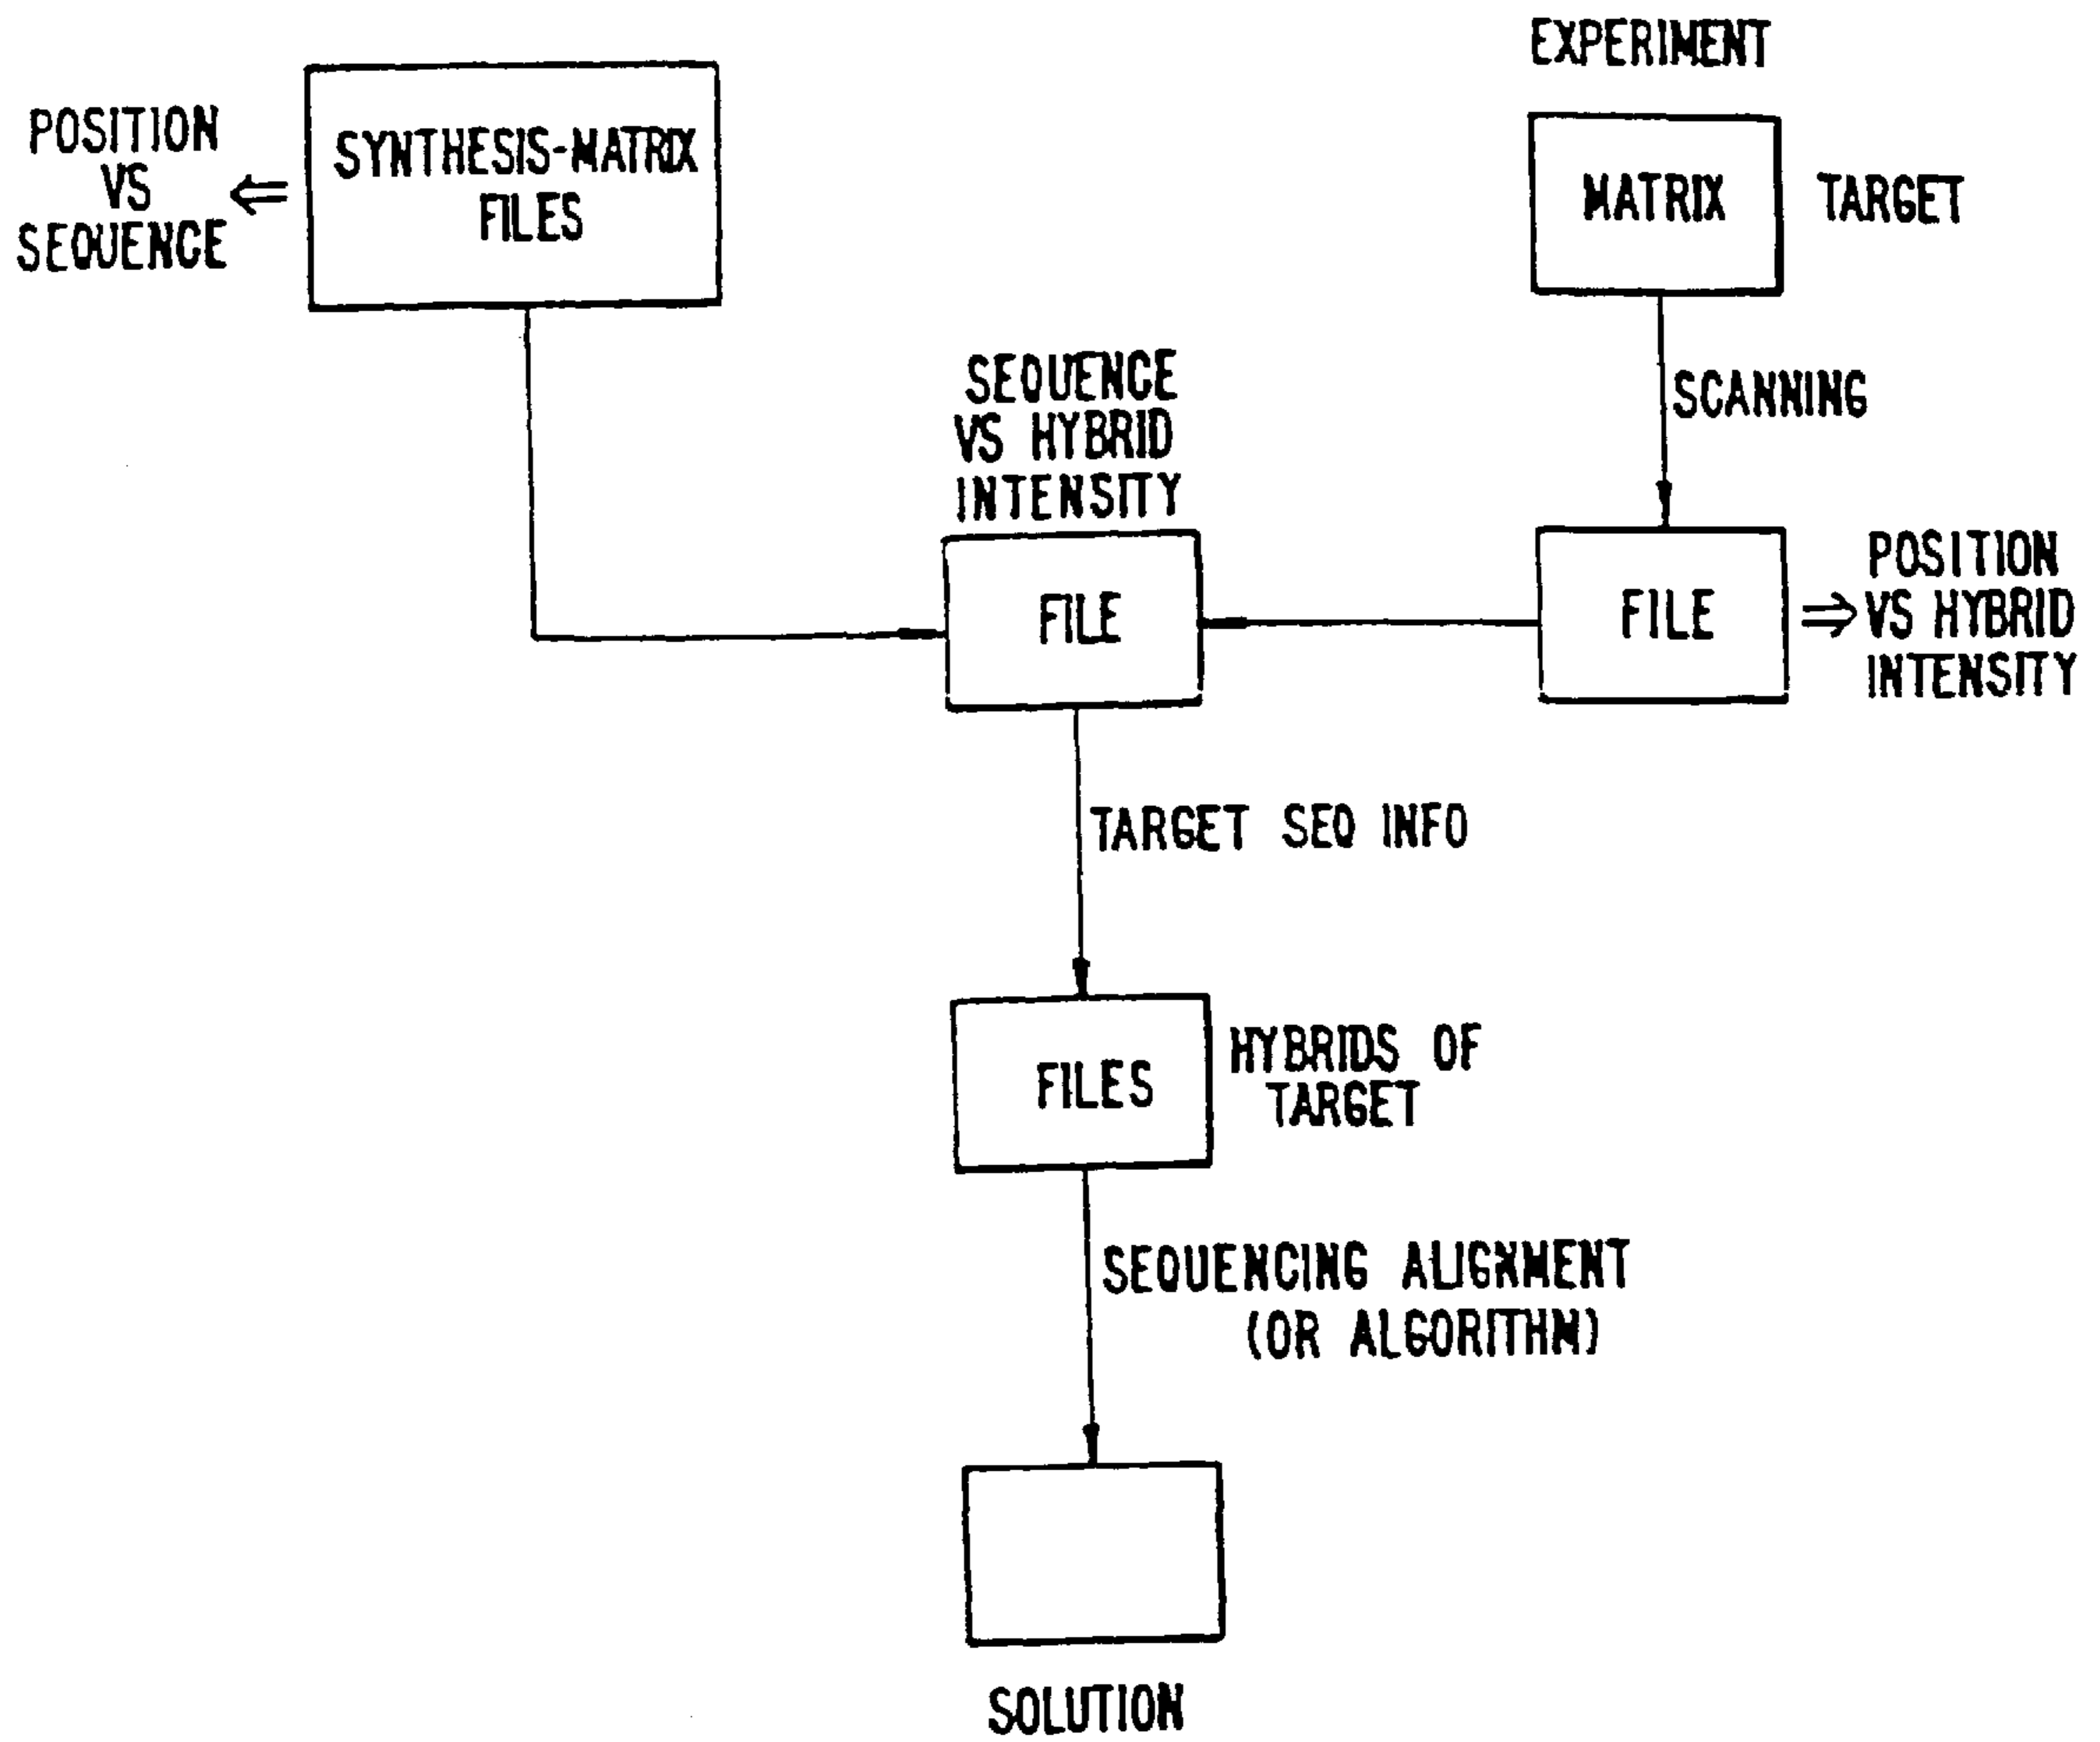 EXPERIMENT
POSITION
VS
SEQUENCE
SYNTHESIS-MATRIX
FILES
MATRIX
TARGET
SCANNING
SEQUENCE
VS HYBRID
INTENSITY
FILE
FILE
POSITION
VS HYBRID
INTENSITY
TARGET SEQ INFO
FILES
HYBRIDS OF
TARGET
SEQUENCING ALIGNMENT
(OR ALGORITHM)
SOLUTION